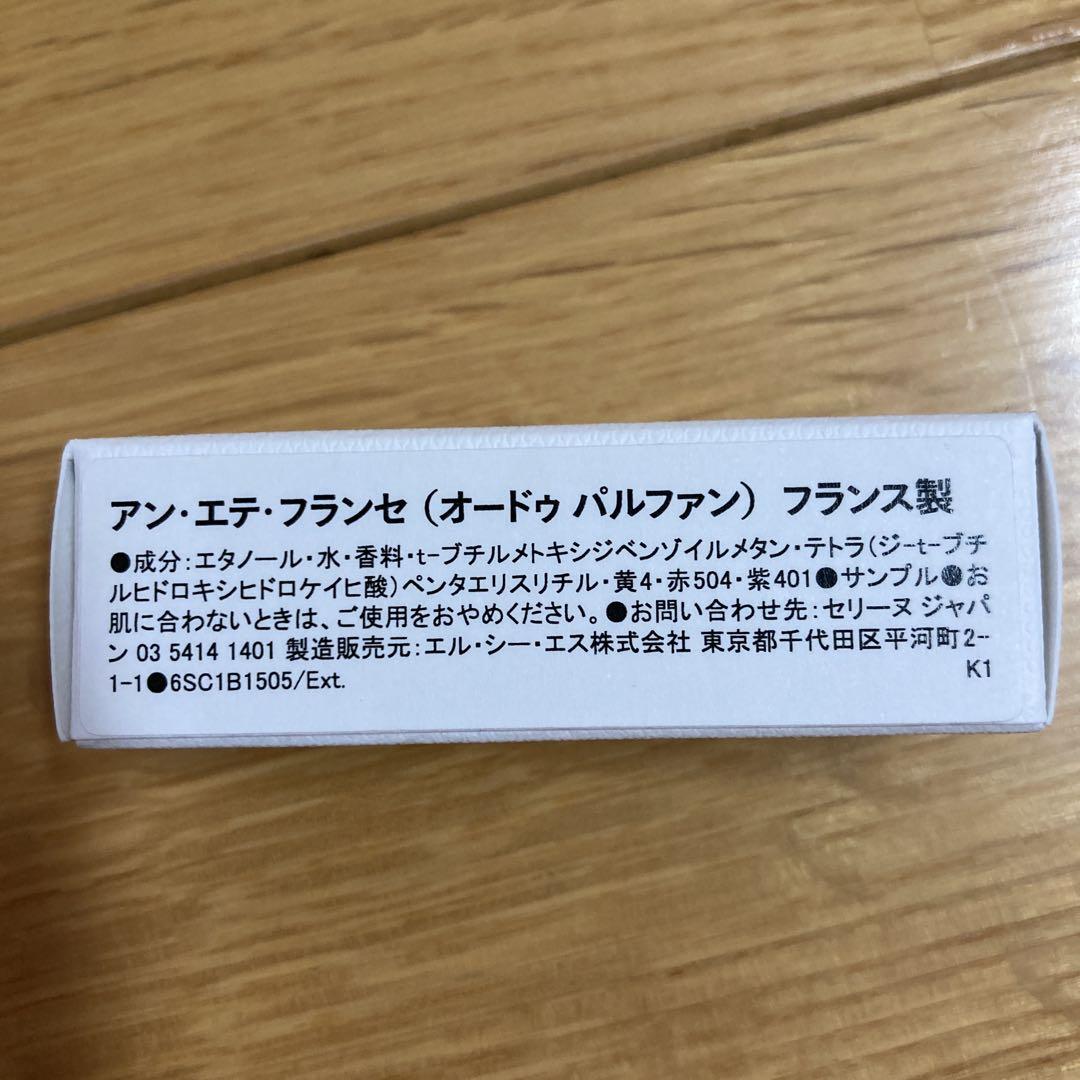 アン・エテ・フランセ（オードゥ パルファン） フランス製
●成分：エタノール・水・香料・t-ブチルメトキシジベンゾイルメタン・テトラ（ジ-t-ブチ
ルヒドロキシヒドロケイヒ酸）ペンタエリスリチル・黄4・赤504・紫401●サンプル●お
肌に合わないときは、ご使用をおやめください。●お問い合わせ先：セリーヌ ジャパ
ン 03 5414 1401 製造販売元：エル・シー・エス株式会社 東京都千代田区平河町2-
1-1●6SC1B1505/Ext.
K1